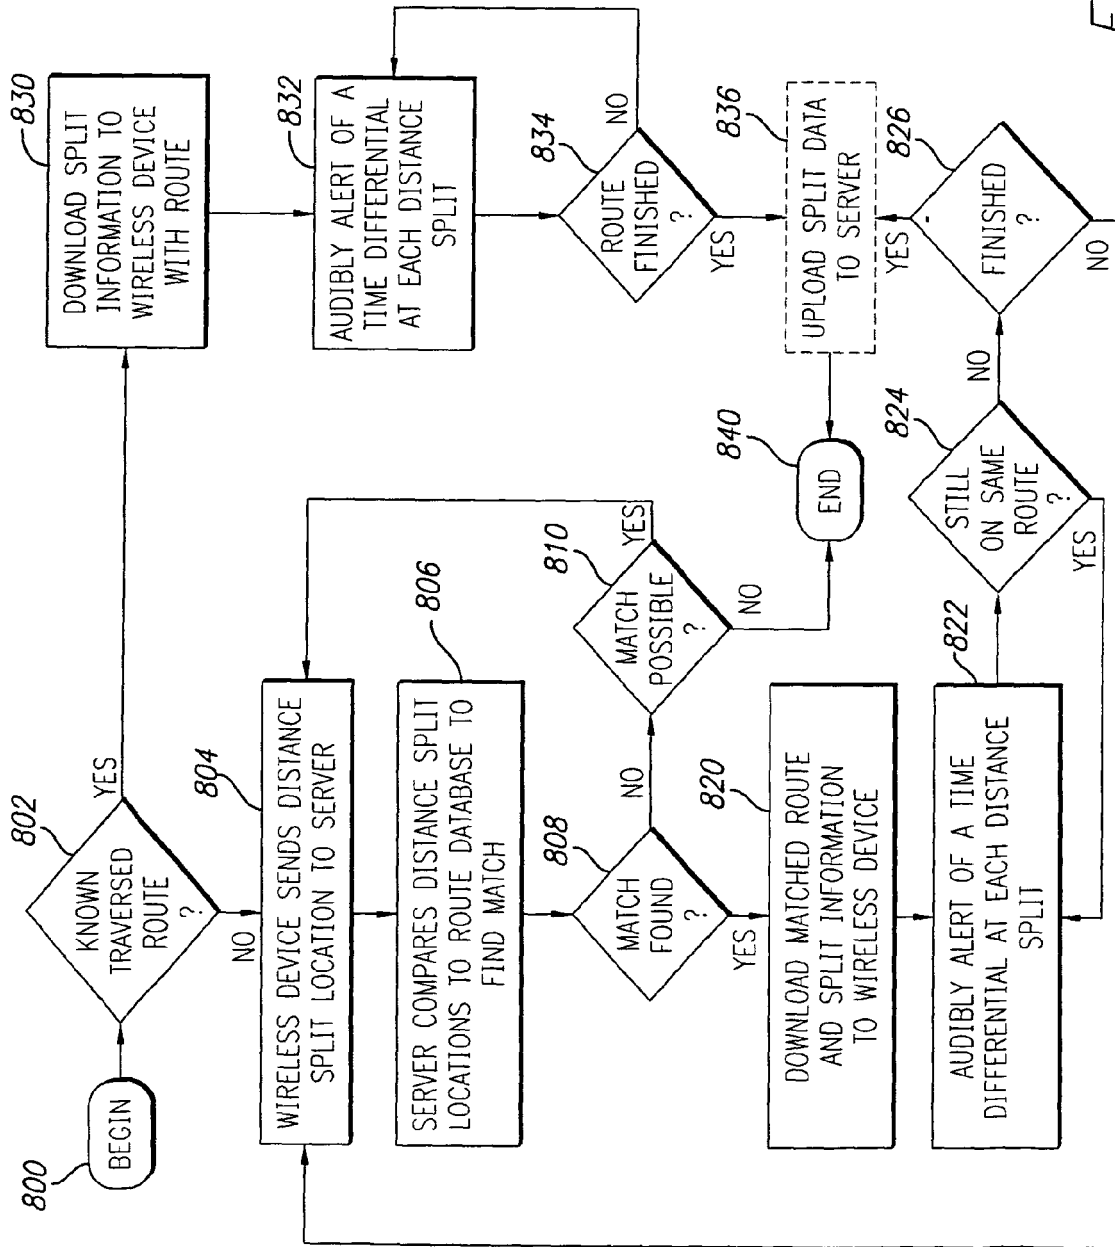 800
BEGIN
802
KNOWN
TRAVERSED
ROUTE
?
YES
NO
830
DOWNLOAD SPLIT
INFORMATION TO
WIRELESS DEVICE
WITH ROUTE
832
AUDIBLY ALERT OF A
TIME DIFFERENTIAL
AT EACH DISTANCE
SPLIT
834
ROUTE
FINISHED
?
NO
YES
836
UPLOAD SPLIT DATA
TO SERVER
804
WIRELESS DEVICE SENDS DISTANCE
SPLIT LOCATION TO SERVER
806
SERVER COMPARES DISTANCE SPLIT
LOCATIONS TO ROUTE DATABASE TO
FIND MATCH
808
MATCH
FOUND
?
NO
YES
810
MATCH
POSSIBLE
?
YES
NO
840
END
820
DOWNLOAD MATCHED ROUTE
AND SPLIT INFORMATION
TO WIRELESS DEVICE
822
AUDIBLY ALERT OF A TIME
DIFFERENTIAL AT EACH DISTANCE
SPLIT
824
STILL
ON SAME
ROUTE
?
NO
YES
826
FINISHED
?
YES
NO